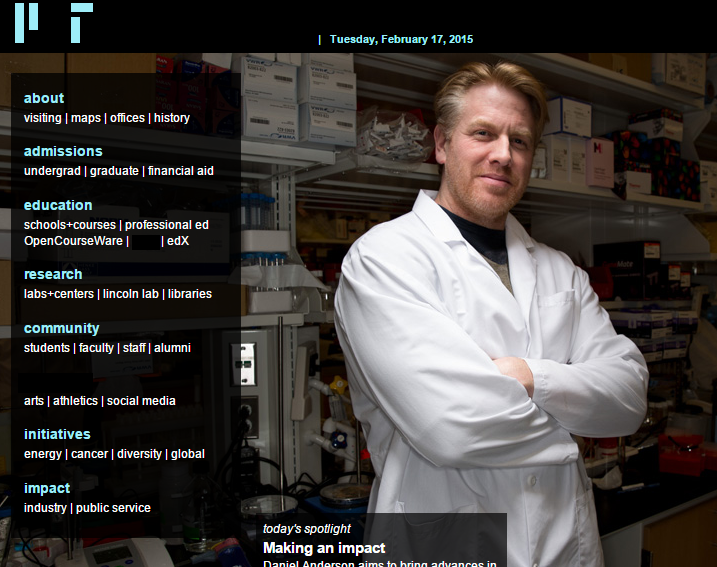 | Tuesday, February 17, 2015
about
visiting | maps | offices | history
admissions
undergrad | graduate | financial aid
education
schools+courses | professional ed
OpenCourseWare | | edX
research
labs+centers | lincoln lab | libraries
community
students | faculty | staff | alumni
arts | athletics | social media
initiatives
energy | cancer | diversity | global
impact
industry | public service
today's spotlight
Making an impact
Daniel Anderson aims to bring advances in